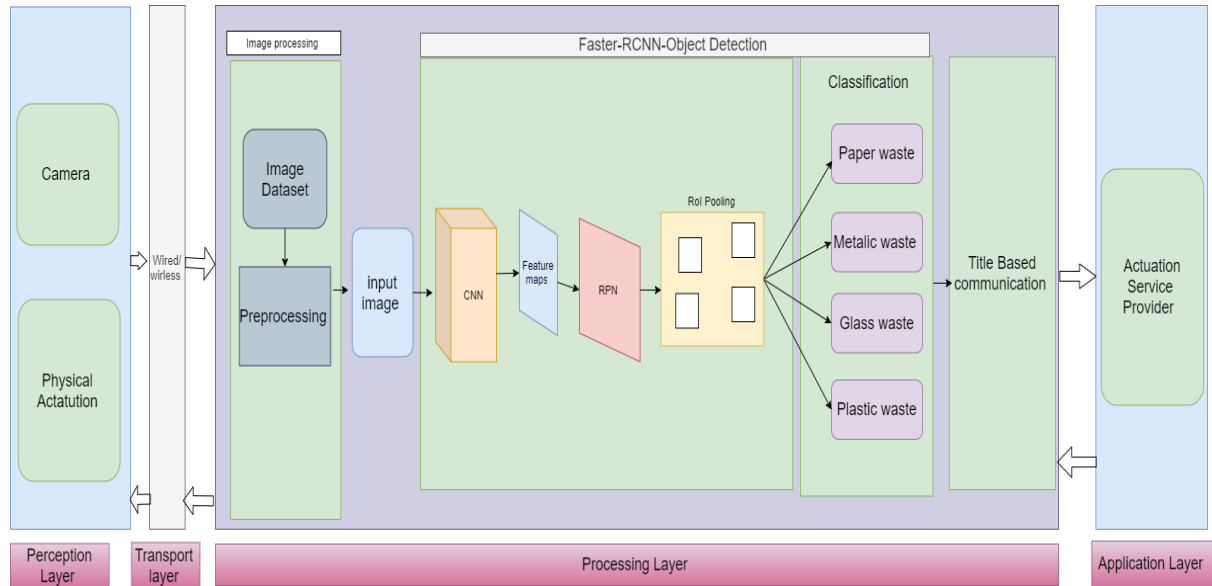 Image processing
Faster-RCNN-Object Detection
Camera
Physical
Actatution
Wired/
wirless
Image
Dataset
Preprocessing
input
image
CNN
Feature
maps
RPN
RoI Pooling
Classification
Paper waste
Metalic waste
Glass waste
Plastic waste
Title Based
communication
Actuation
Service
Provider
Perception
Layer
Transport
layer
Processing Layer
Application Layer